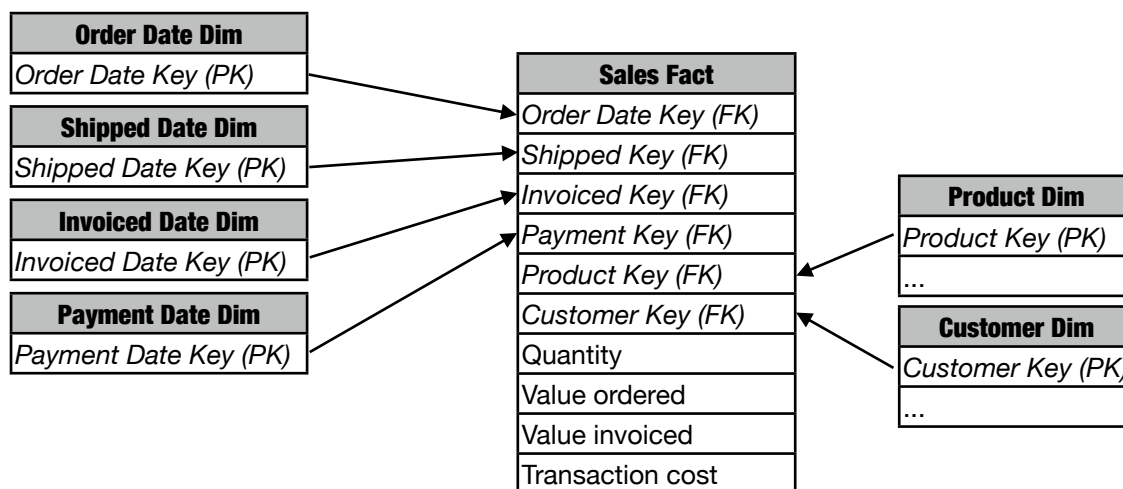 Order Date Dim
Order Date Key (PK)
Shipped Date Dim
Shipped Date Key (PK)
Invoiced Date Dim
Invoiced Date Key (PK)
Payment Date Dim
Payment Date Key (PK)
Sales Fact
Order Date Key (FK)
Shipped Key (FK)
Invoiced Key (FK)
Payment Key (FK)
Product Key (FK)
Customer Key (FK)
Quantity
Value ordered
Value invoiced
Transaction cost
Product Dim
Product Key (PK)
...
Customer Dim
Customer Key (PK)
...